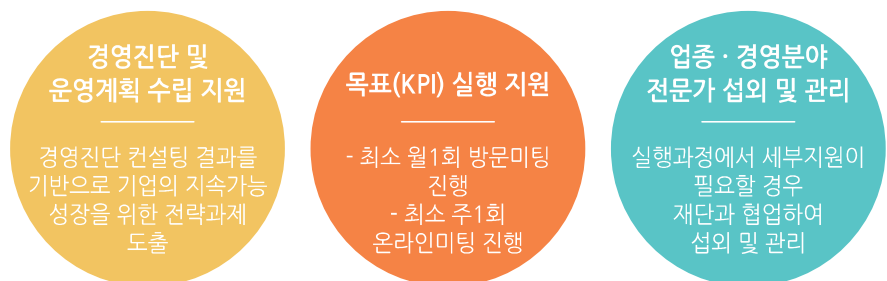 경영진단 및
운영계획 수립 지원
경영진단 컨설팅 결과를
기반으로 기업의 지속가능
성장을 위한 전략과제
도출
목표(KPI) 실행 지원
- 최소 월1회 방문미팅
진행
- 최소 주1회
온라인미팅 진행
업종 · 경영분야
전문가 섭외 및 관리
실행과정에서 세부지원이
필요할 경우
재단과 협업하여
섭외 및 관리